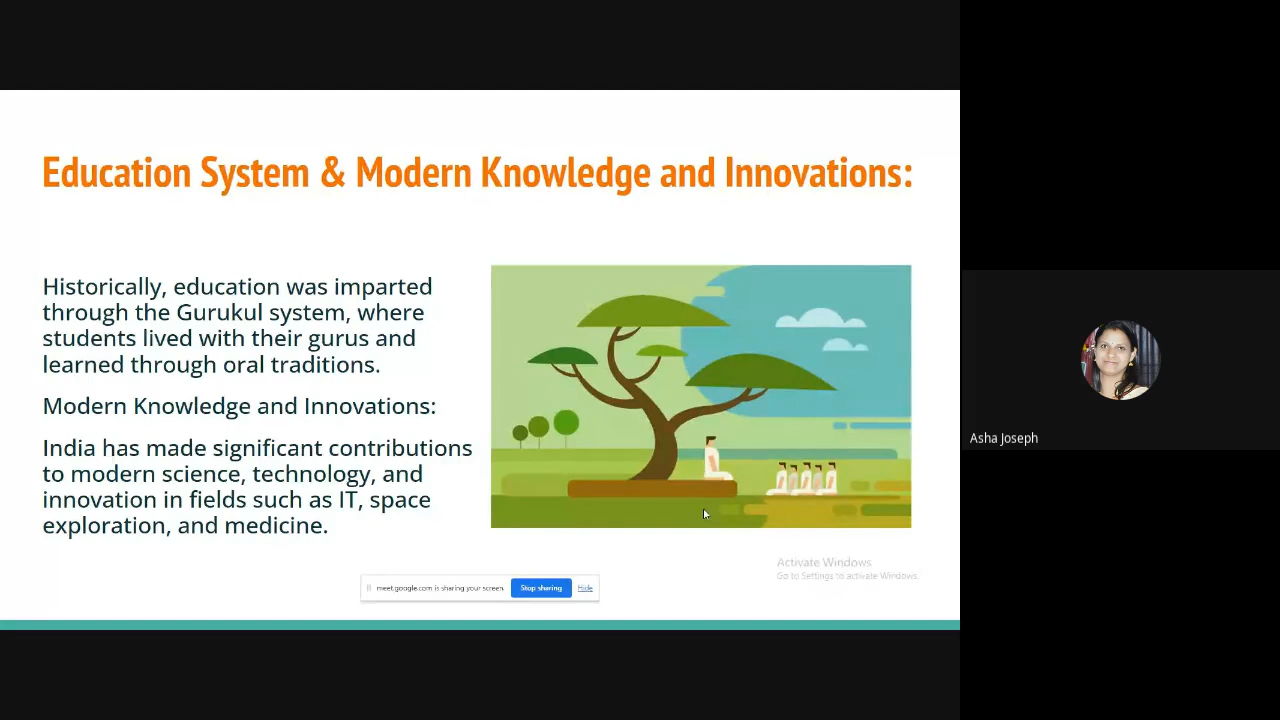 Education System & Modern Knowledge and Innovations:
Historically, education was imparted
through the Gurukul system, where
students lived with their gurus and
learned through oral traditions.
Modern Knowledge and Innovations:
India has made significant contributions
to modern science, technology, and
innovation in fields such as IT, space
exploration, and medicine.
Asha Joseph
Activate Windows
Go to Settings to activate Windows.
meet.google.com is sharing your screen. Stop sharing Hide